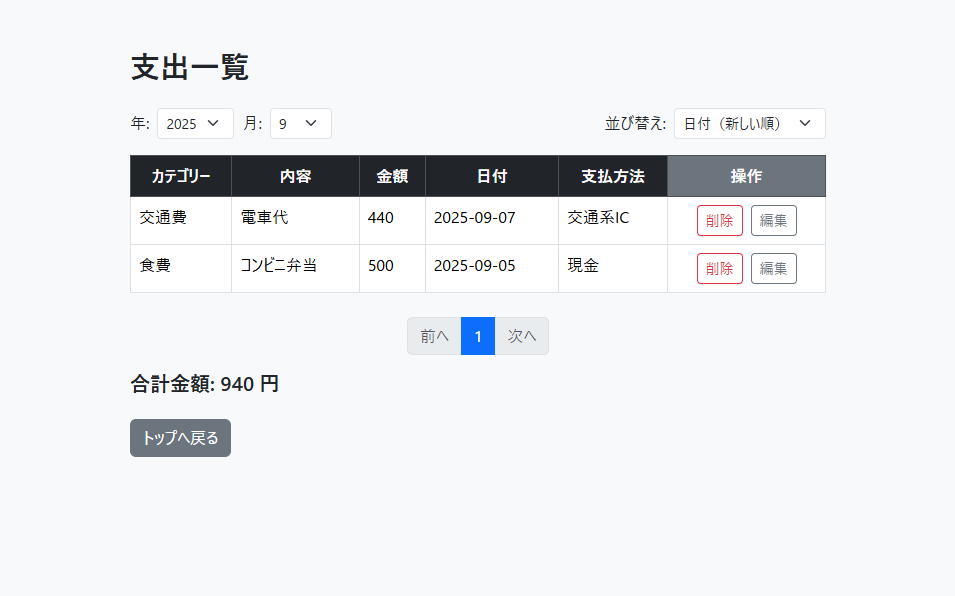 支出一覧
年: 2025 月: 9 並び替え: 日付（新しい順）
カテゴリー 内容 金額 日付 支払方法 操作
交通費 電車代 440 2025-09-07 交通系IC 削除 編集
食費 コンビニ弁当 500 2025-09-05 現金 削除 編集
前へ 1 次へ
合計金額: 940 円
トップへ戻る